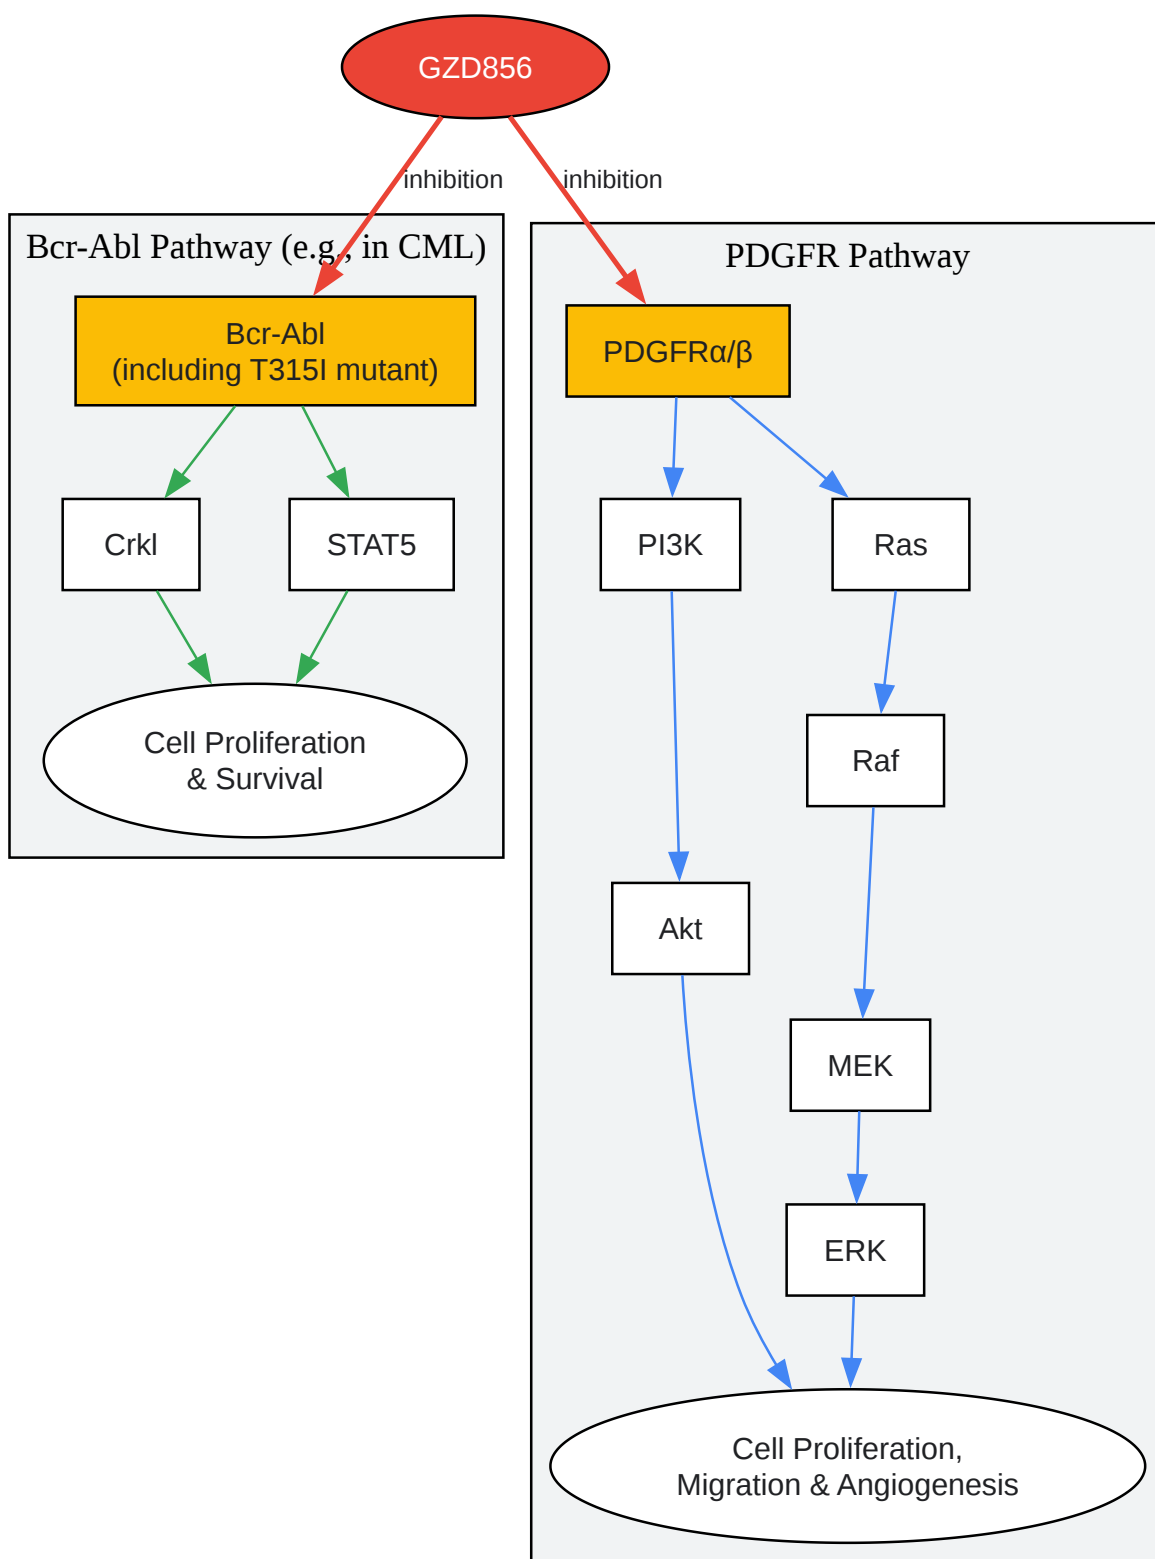 GZD856
inhibition
inhibition
Bcr-Abl Pathway (e.g., in CML)
Bcr-Abl
(including T315I mutant)
Crkl
STAT5
Cell Proliferation
& Survival
PDGFR Pathway
PDGFRα/β
PI3K
Ras
Raf
Akt
MEK
ERK
Cell Proliferation,
Migration & Angiogenesis